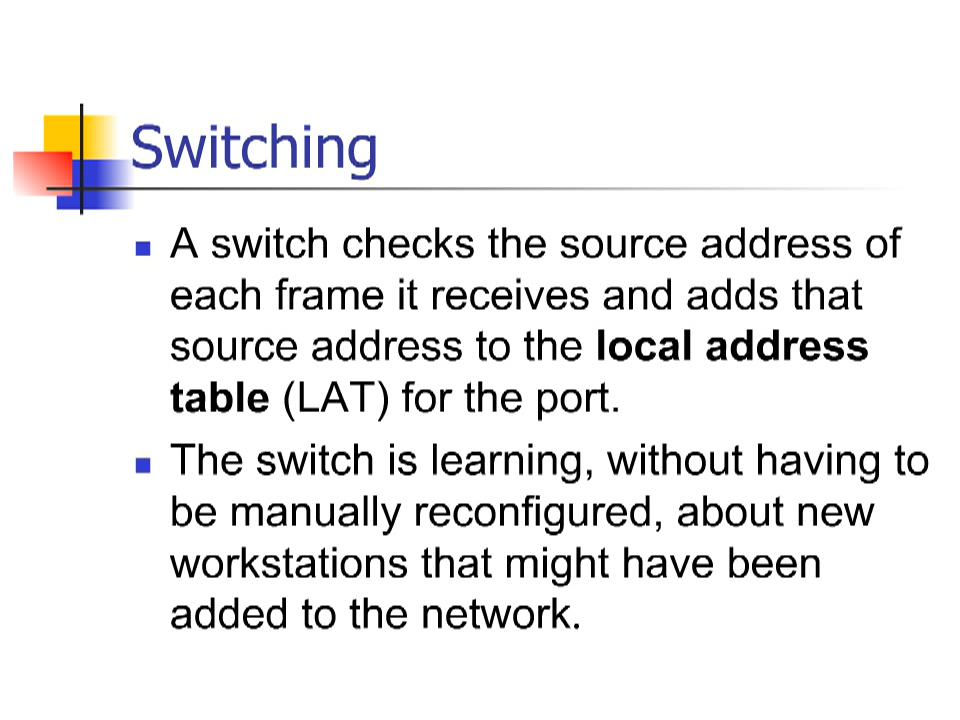 Switching
A switch checks the source address of
each frame it receives and adds that
source address to the local address
table (LAT) for the port.
The switch is learning, without having to
be manually reconfigured, about new
workstations that might have been
added to the network.